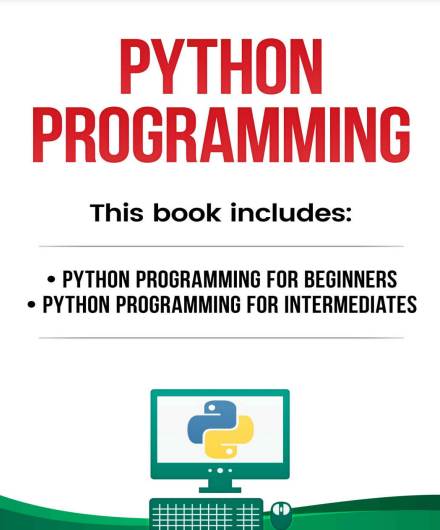 PYTHON
PROGRAMMING
This book includes:
• PYTHON PROGRAMMING FOR BEGINNERS
• PYTHON PROGRAMMING FOR INTERMEDIATES